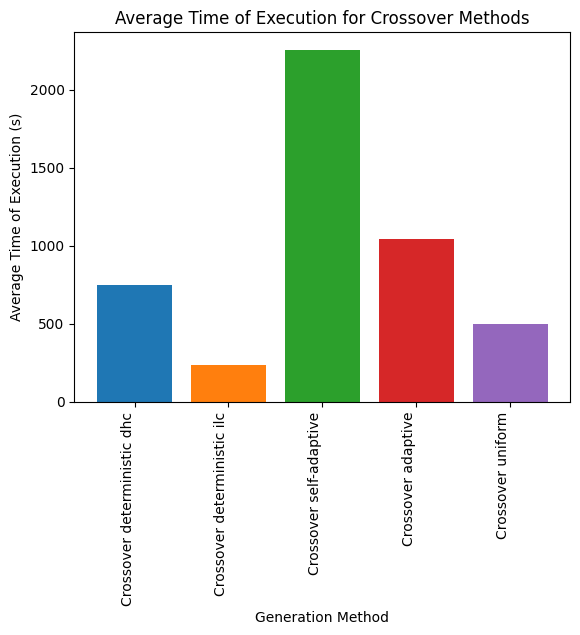 Average Time of Execution for Crossover Methods
Average Time of Execution (s)
2000
1500
1000
500
0
Crossover deterministic dhc
Crossover deterministic ilc
Crossover self-adaptive
Crossover adaptive
Crossover uniform
Generation Method